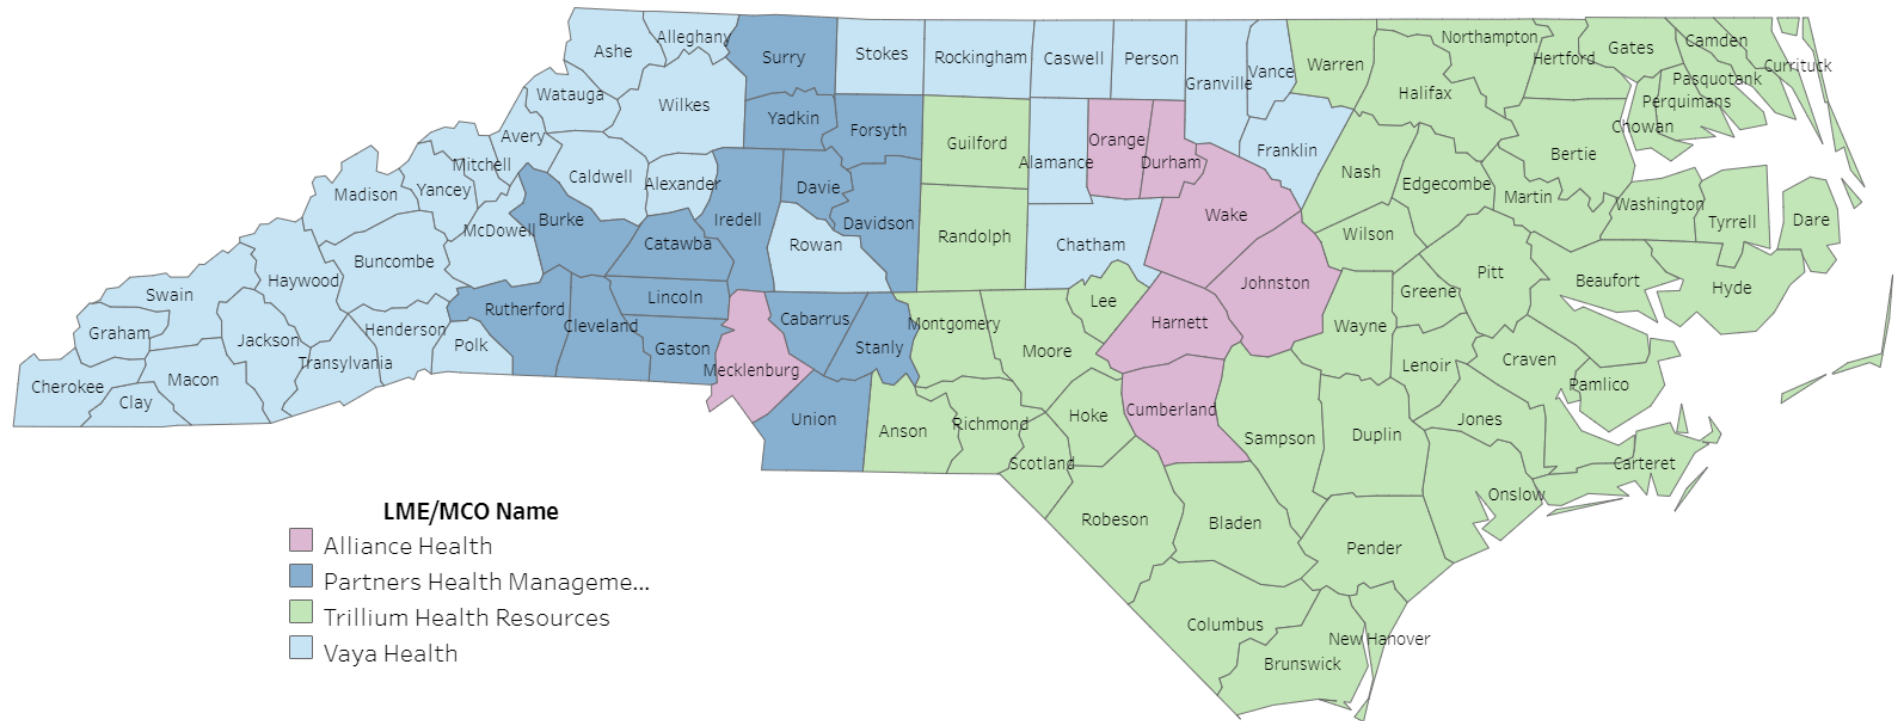 Ashe
Alleghany
Surry
Stokes
Rockingham
Caswell
Person
Granville
Vance
Warren
Northampton
Hertford
Gates
Camden
Currituck
Pasquotank
Perquimans
Chowan
Halifax
Watauga
Wilkes
Yadkin
Forsyth
Guilford
Alamance
Orange
Durham
Franklin
Nash
Edgecombe
Bertie
Martin
Washington
Tyrrell
Dare
Avery
Mitchell
Caldwell
Alexander
Iredell
Davie
Davidson
Randolph
Chatham
Wake
Wilson
Madison
Yancey
McDowell
Burke
Catawba
Rowan
Johnston
Pitt
Beaufort
Hyde
Greene
Buncombe
Haywood
Swain
Graham
Jackson
Henderson
Transylvania
Polk
Rutherford
Cleveland
Lincoln
Gaston
Mecklenburg
Cabarrus
Stanly
Montgomery
Moore
Lee
Harnett
Wayne
Lenoir
Craven
Pamlico
Cherokee
Clay
Macon
Union
Anson
Richmond
Scotland
Hoke
Cumberland
Sampson
Duplin
Jones
Carteret
Onslow
Robeson
Bladen
Pender
Columbus
Brunswick
New Hanover
LME/MCO Name
Alliance Health
Partners Health Manageme...
Trillium Health Resources
Vaya Health